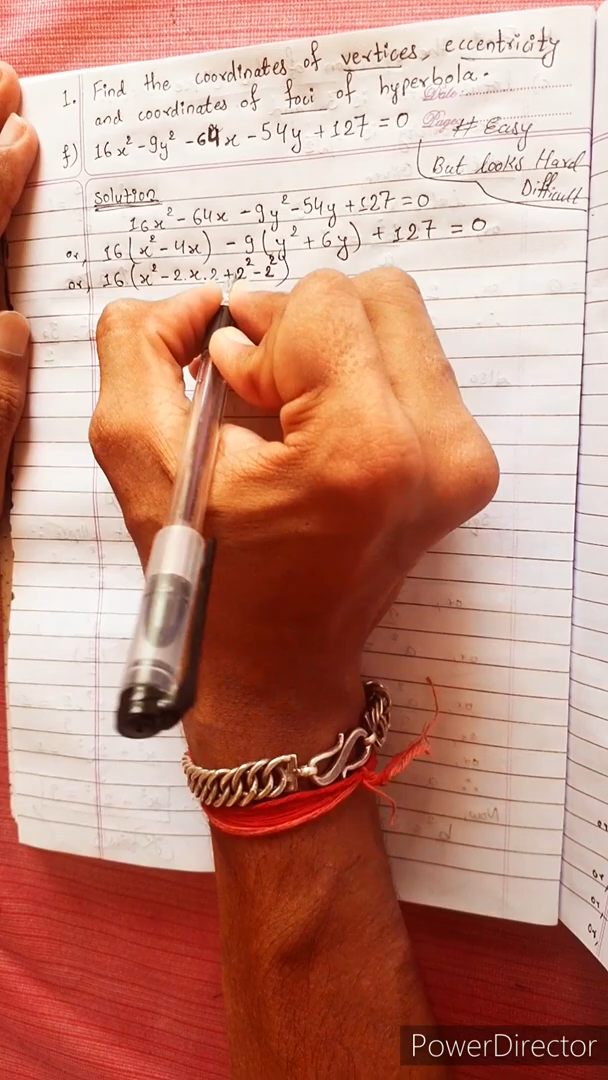 1. Find the coordinates of vertices, eccentricity
and coordinates of foci of hyperbola.
Date:
f) 16x² - 9y² - 64x - 54y + 127 = 0
Page:
# Easy
But looks Hard
Difficult
Solution
16x² - 64x - 9y² - 54y + 127 = 0
or, 16(x² - 4x) - 9(y² + 6y) + 127 = 0
or, 16(x² - 2.x.2 + 2² - 2²)
PowerDirector